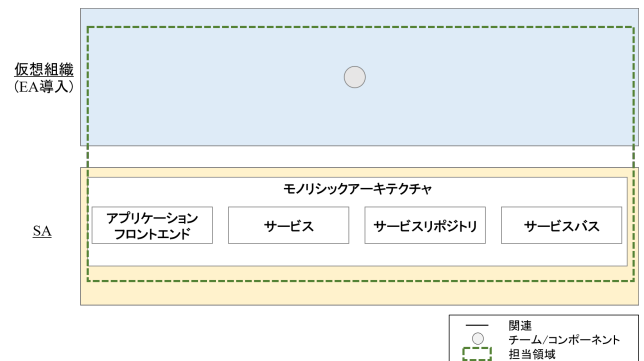 仮想組織
(EA導入)
モノリシックアーキテクチャ
アプリケーション
フロントエンド
サービス
サービスリポジトリ
サービスバス
SA
関連
チーム/コンポーネント
担当領域